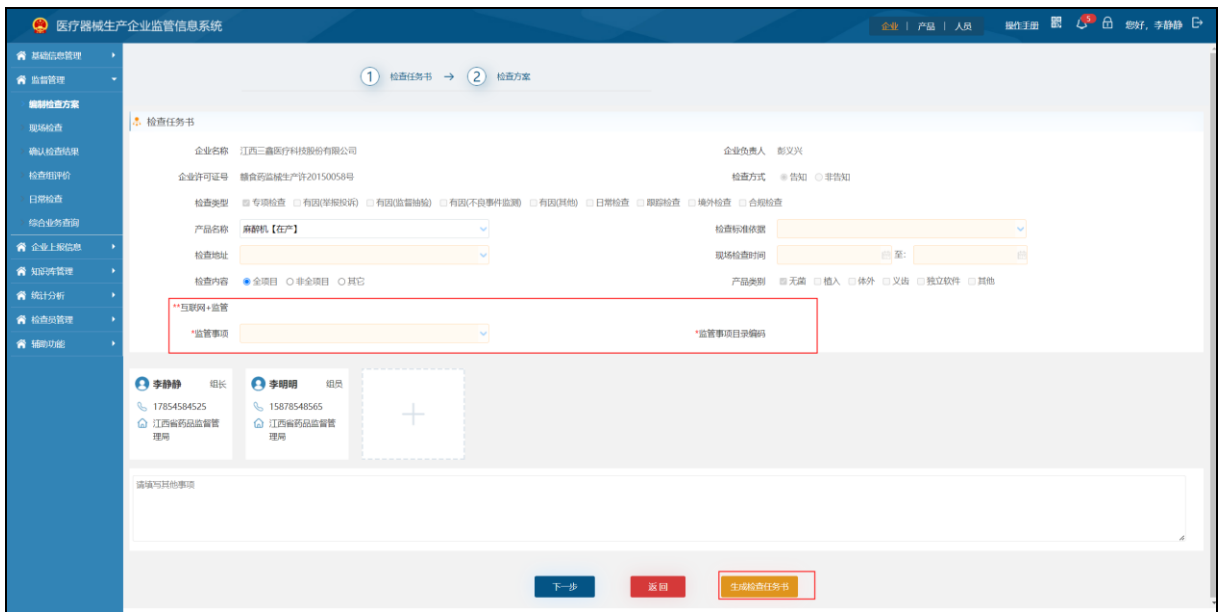 医疗器械生产企业监管信息系统 企业 | 产品 | 人员 操作手册 5 您好, 李静静
基础信息管理
监督管理
编制检查方案
现场检查
确认检查结果
检查组评价
日常检查
综合业务查询
企业上报信息
知识库管理
统计分析
检查员管理
辅助功能
1 检查任务书 → 2 检查方案
检查任务书
企业名称 江西三鑫医疗科技股份有限公司 企业负责人 彭义兴
企业许可证号 赣食药监械生产许20150058号 检查方式 告知 非告知
检查类型 专项检查 有因(举报投诉) 有因(监督抽验) 有因(不良事件监测) 有因(其他) 日常检查 跟踪检查 境外检查 合规检查
产品名称 麻醉机【在产】 检查标准依据
检查地址 现场检查时间 至:
检查内容 全项目 非全项目 其它 产品类别 无菌 植入 体外 义齿 独立软件 其他
**互联网+监管
*监管事项 *监管事项目录编码
李静静 组长 李明明 组员
17854584525 15878548565
江西省药品监督管 江西省药品监督管
理局 理局
请填写其他事项
下一步 返回 生成检查任务书